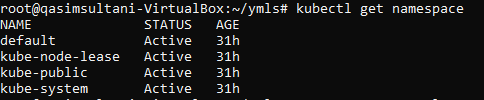 root@qasimsultani-VirtualBox:~/ymls# kubectl get namespace
NAME STATUS AGE
default Active 31h
kube-node-lease Active 31h
kube-public Active 31h
kube-system Active 31h